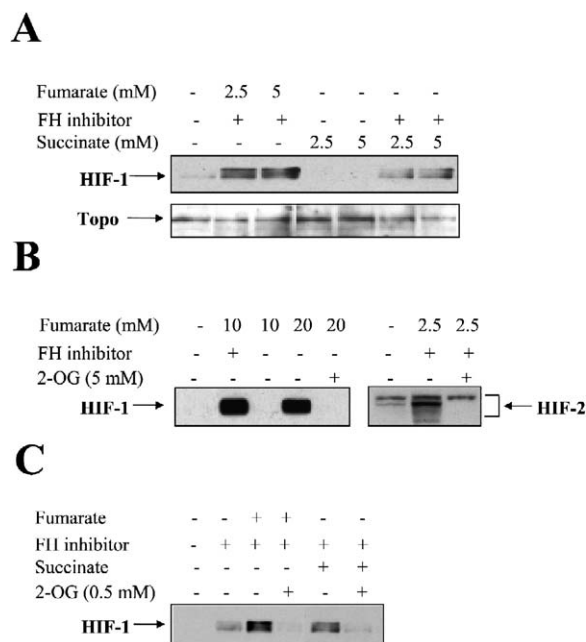 A
Fumarate (mM) - 2.5 5 - - - -
FH inhibitor - + + - - + +
Succinate (mM) - - - 2.5 5 2.5 5
HIF-1
Topo
B
Fumarate (mM) - 10 10 20 20 - 2.5 2.5
FH inhibitor - + - - - - + +
2-OG (5 mM) - - - - + - - +
HIF-1
HIF-2
C
Fumarate - - + + - -
FH inhibitor - + + + + +
Succinate - - - - + +
2-OG (0.5 mM) - - - + - +
HIF-1